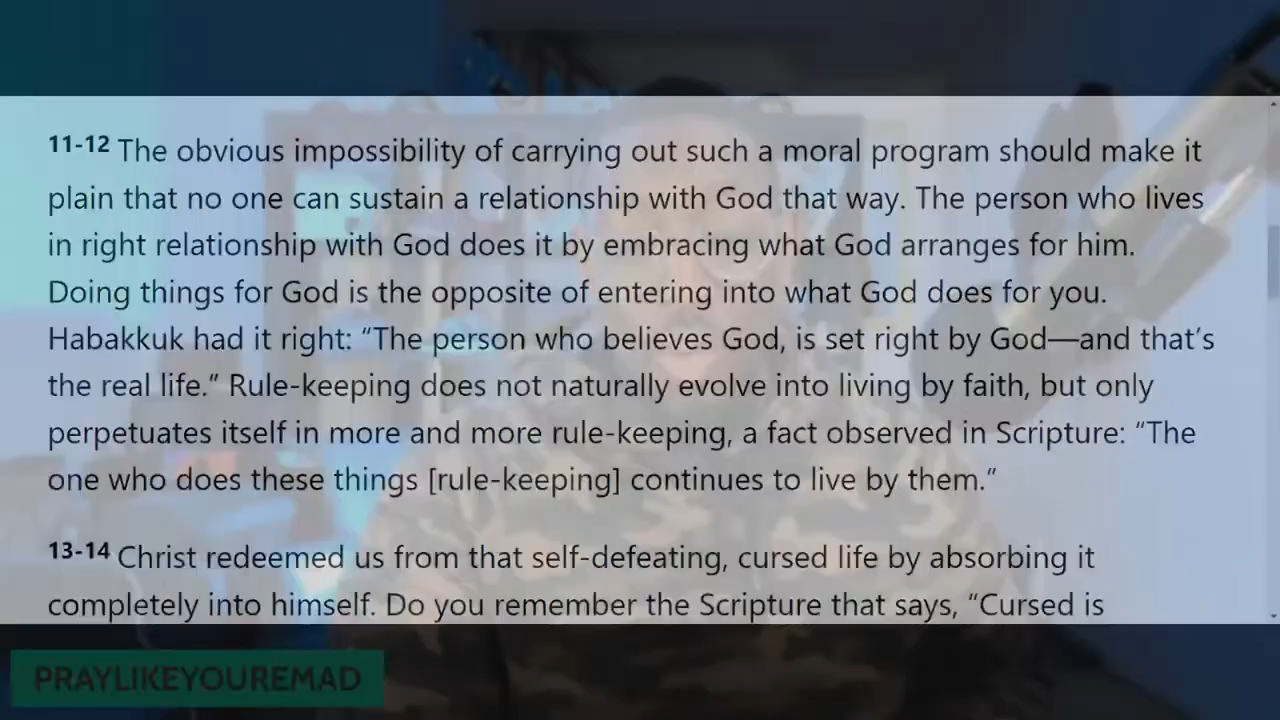 11-12 The obvious impossibility of carrying out such a moral program should make it
plain that no one can sustain a relationship with God that way. The person who lives
in right relationship with God does it by embracing what God arranges for him.
Doing things for God is the opposite of entering into what God does for you.
Habakkuk had it right: “The person who believes God, is set right by God—and that’s
the real life.” Rule-keeping does not naturally evolve into living by faith, but only
perpetuates itself in more and more rule-keeping, a fact observed in Scripture: “The
one who does these things [rule-keeping] continues to live by them.”
13-14 Christ redeemed us from that self-defeating, cursed life by absorbing it
completely into himself. Do you remember the Scripture that says, “Cursed is
PRAYLIKEYOUREMAD